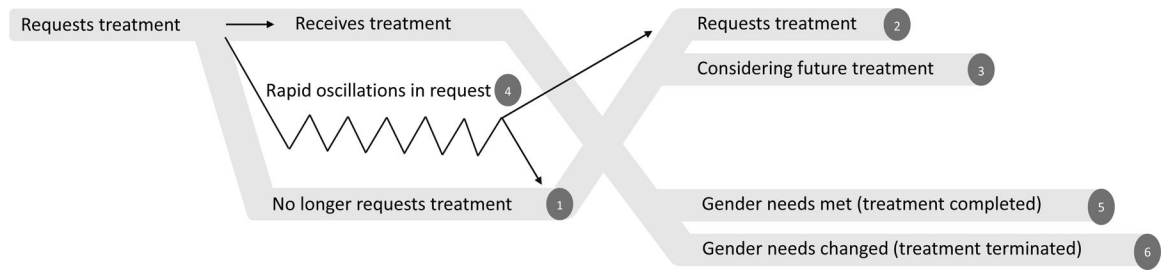 Requests treatment
Receives treatment
Requests treatment 2
Considering future treatment 3
Rapid oscillations in request 4
No longer requests treatment 1
Gender needs met (treatment completed) 5
Gender needs changed (treatment terminated) 6